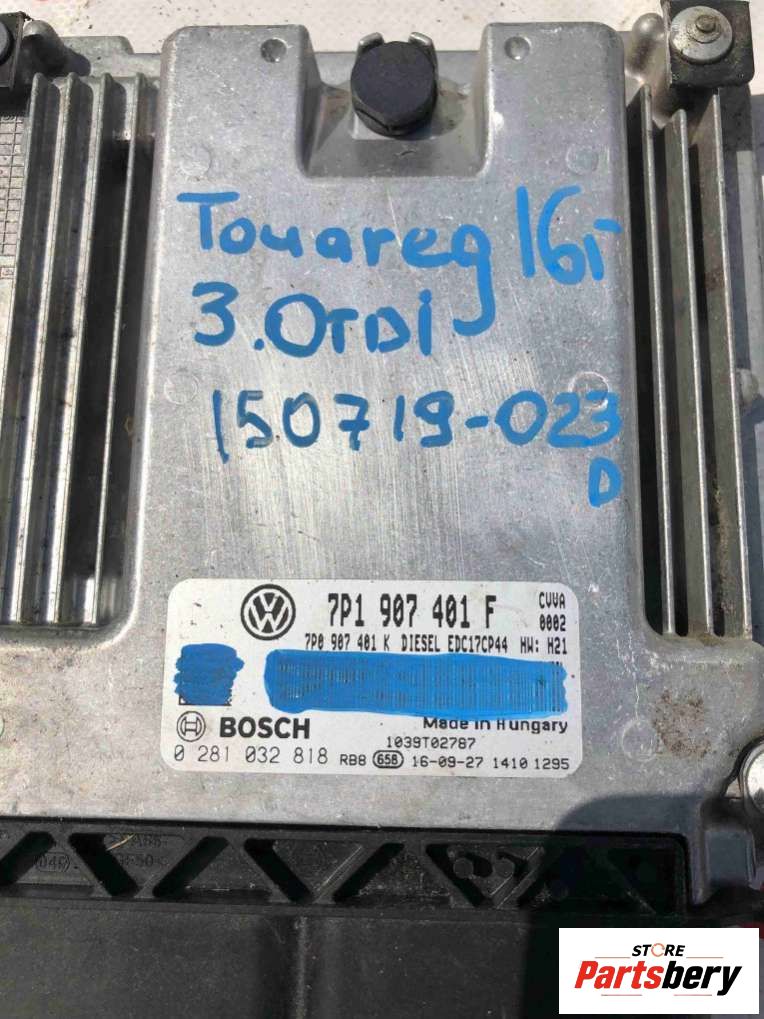 Touareg 16г
3.0TDi
150719-023
D
7P1 907 401 F
CVVA
0002
7P0 907 401 K DIESEL EDC17CP44 HW: H21
BOSCH
Made in Hungary
1039T02787
0 281 032 818 RB8 658 16-09-27 1410 1295
STORE
Partsbery